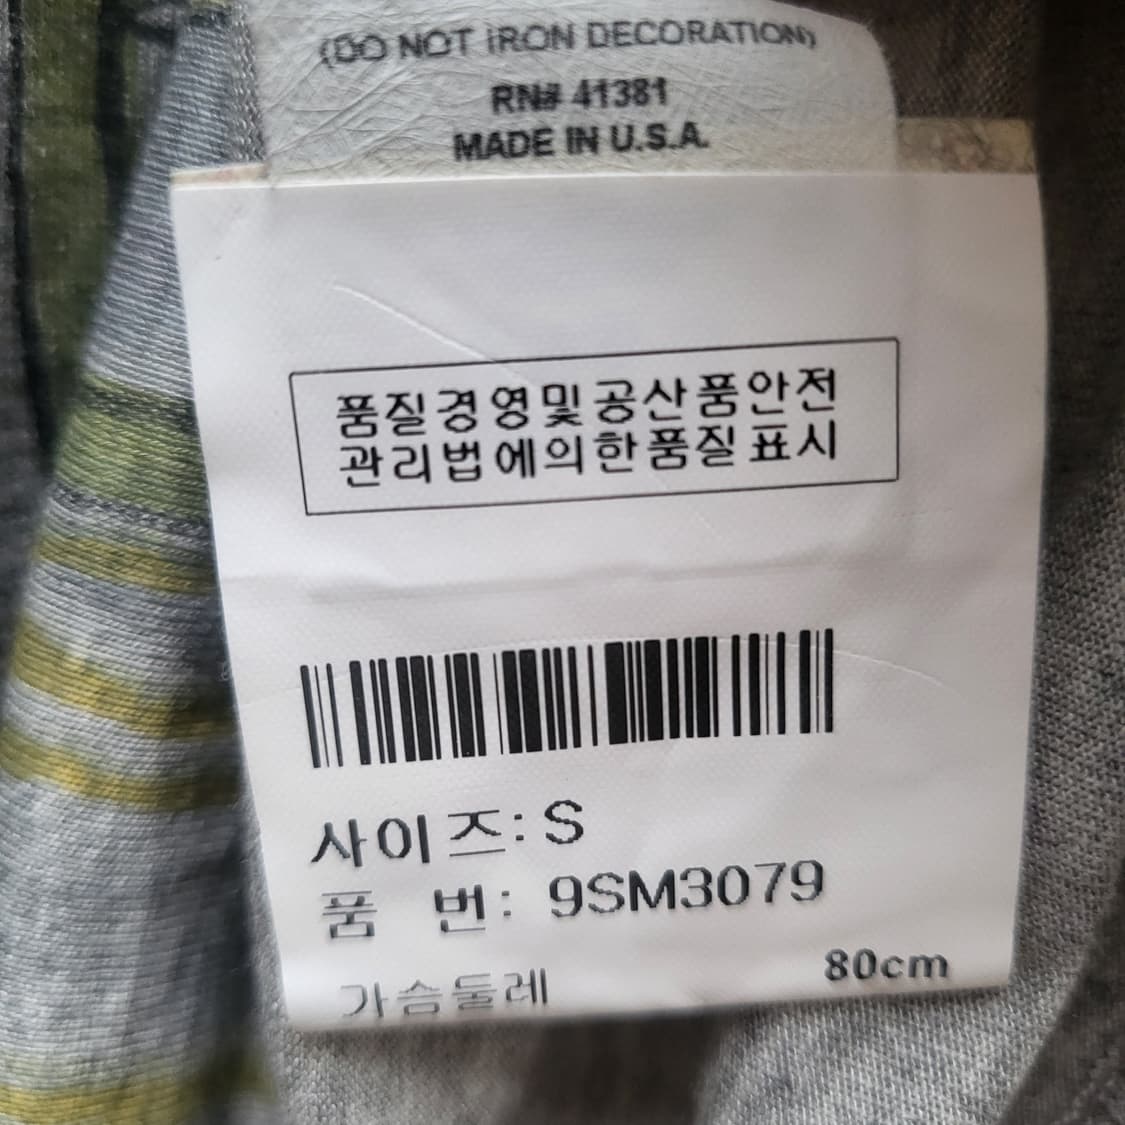 (DO NOT IRON DECORATION)
RN# 41381
MADE IN U.S.A.
품질경영및공산품안전
관리법에의한품질표시
사이즈: S
품 번: 9SM3079
가슴둘레 80cm